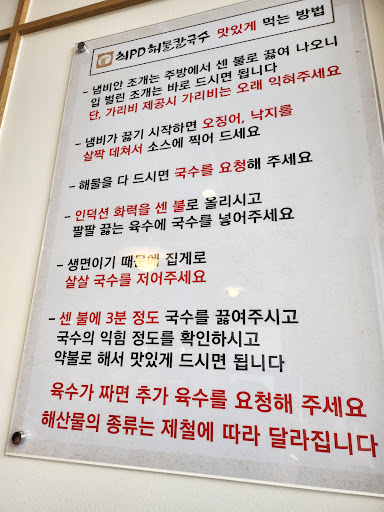 최PD해물칼국수 맛있게 먹는 방법
- 냄비안 조개는 주방에서 센 불로 끓여 나오니
입 벌린 조개는 바로 드시면 됩니다
단, 가리비 제공시 가리비는 오래 익혀주세요
- 냄비가 끓기 시작하면 오징어, 낙지를
살짝 데쳐서 소스에 찍어 드세요
- 해물을 다 드시면 국수를 요청해 주세요
- 인덕션 화력을 센 불로 올리시고
팔팔 끓는 육수에 국수를 넣어주세요
- 생면이기 때문에 집게로
살살 국수를 저어주세요
- 센 불에 3분 정도 국수를 끓여주시고
국수의 익힘 정도를 확인하시고
약불로 해서 맛있게 드시면 됩니다
육수가 짜면 추가 육수를 요청해 주세요
해산물의 종류는 제철에 따라 달라집니다